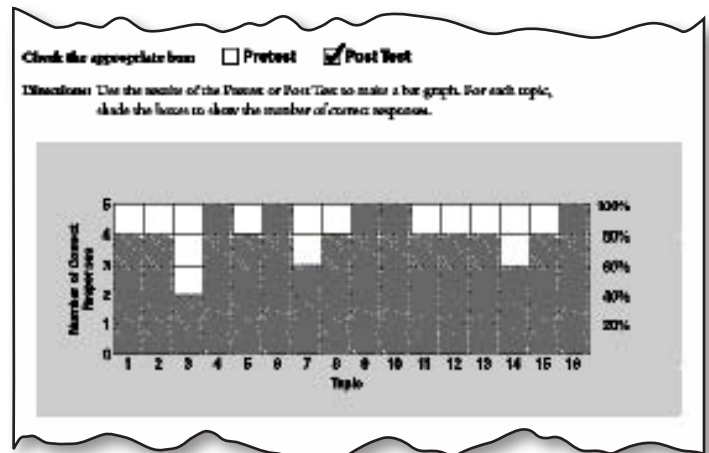 Check the appropriate box: Pretest Post Test
Directions: Use the results of the Pretest or Post Test to make a bar graph. For each topic,
shade the boxes to show the number of correct responses.
Number of Correct
Responses
5 100%
4 80%
3 60%
2 40%
1 20%
0
1 2 3 4 5 6 7 8 9 10 11 12 13 14 15 16
Topic